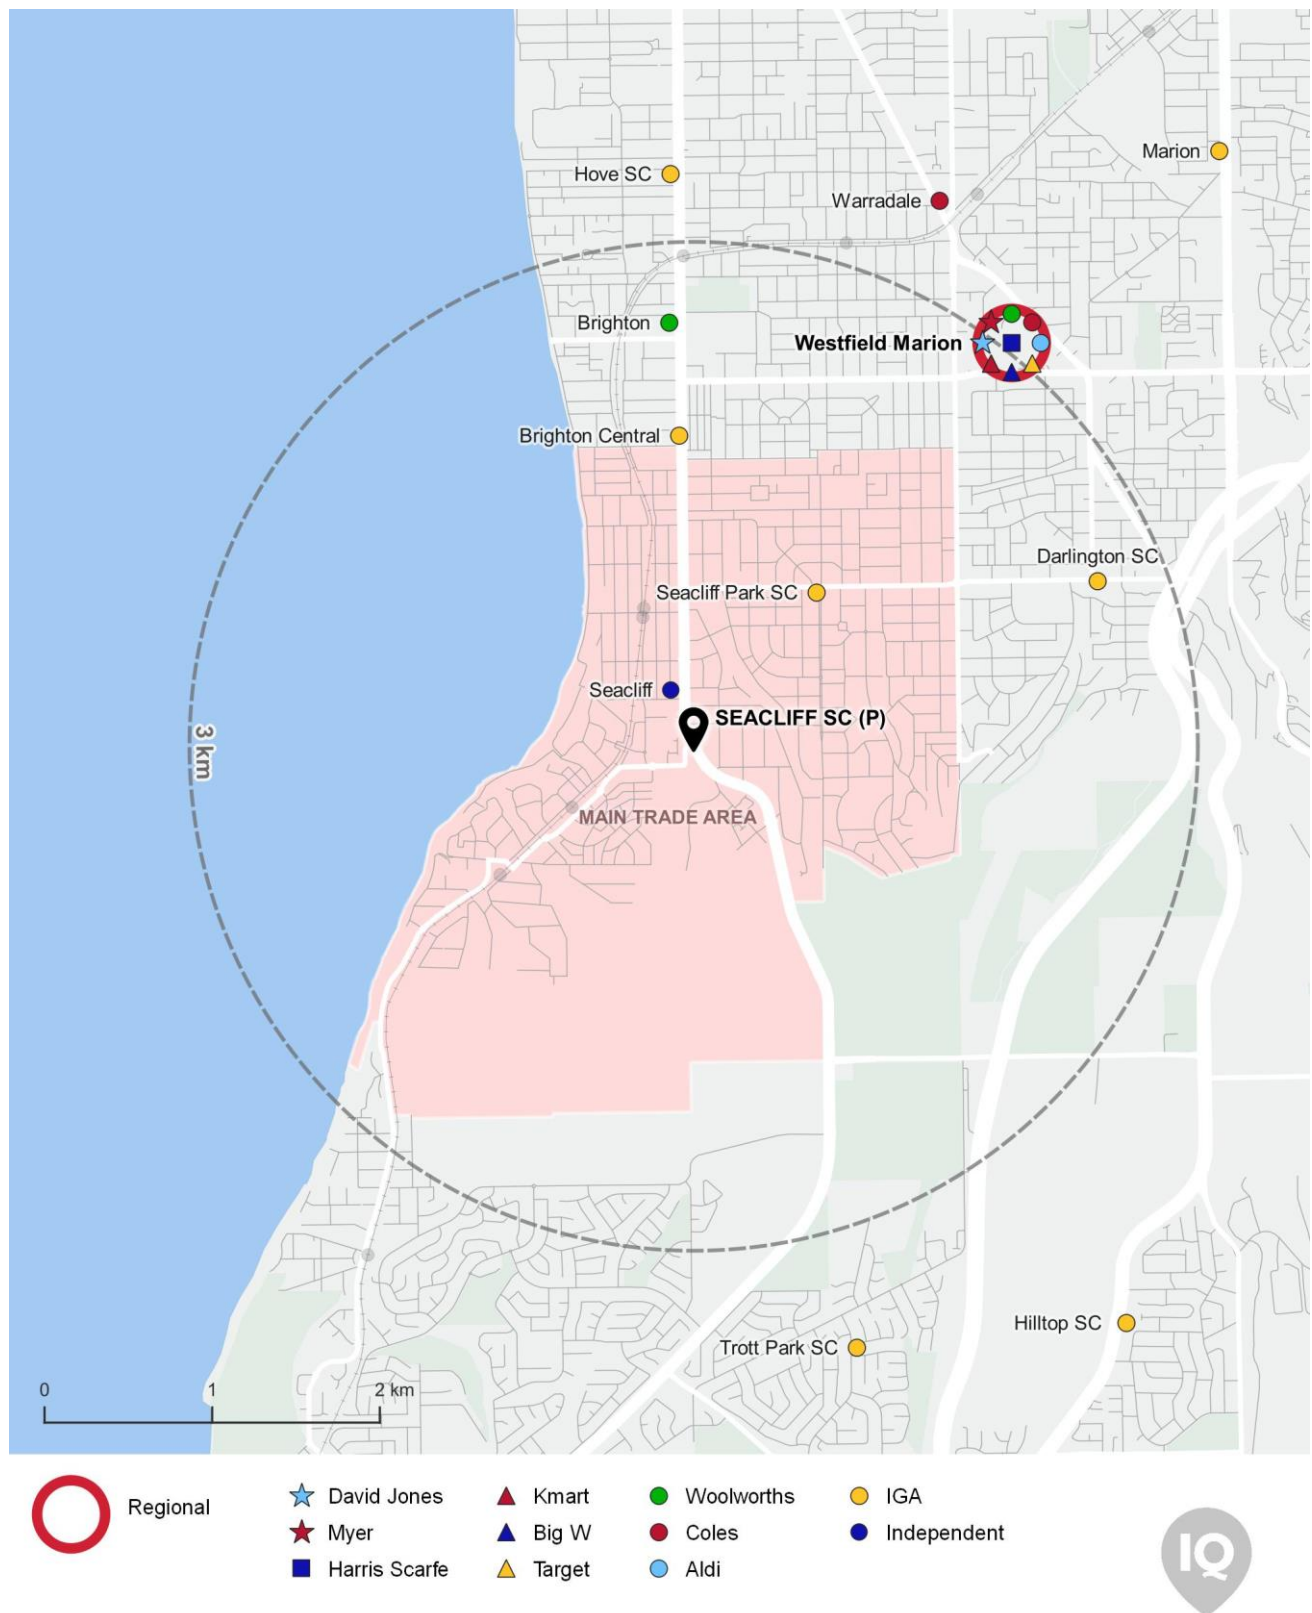 Hove SC
Marion
Warradale
Brighton
Westfield Marion
Brighton Central
Darlington SC
Seacliff Park SC
Seacliff
SEACLIFF SC (P)
3 km
MAIN TRADE AREA
Hilltop SC
Trott Park SC
0 1 2 km
Regional
David Jones
Myer
Harris Scarfe
Kmart
Big W
Target
Woolworths
Coles
Aldi
IGA
Independent
IQ